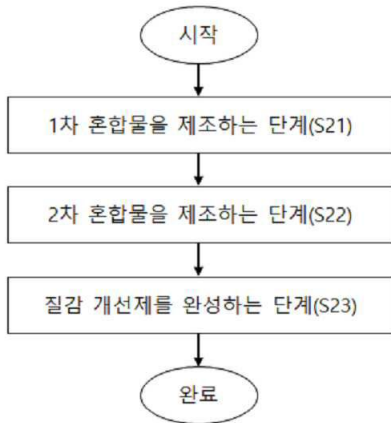 시작
1차 혼합물을 제조하는 단계(S21)
2차 혼합물을 제조하는 단계(S22)
질감 개선제를 완성하는 단계(S23)
완료